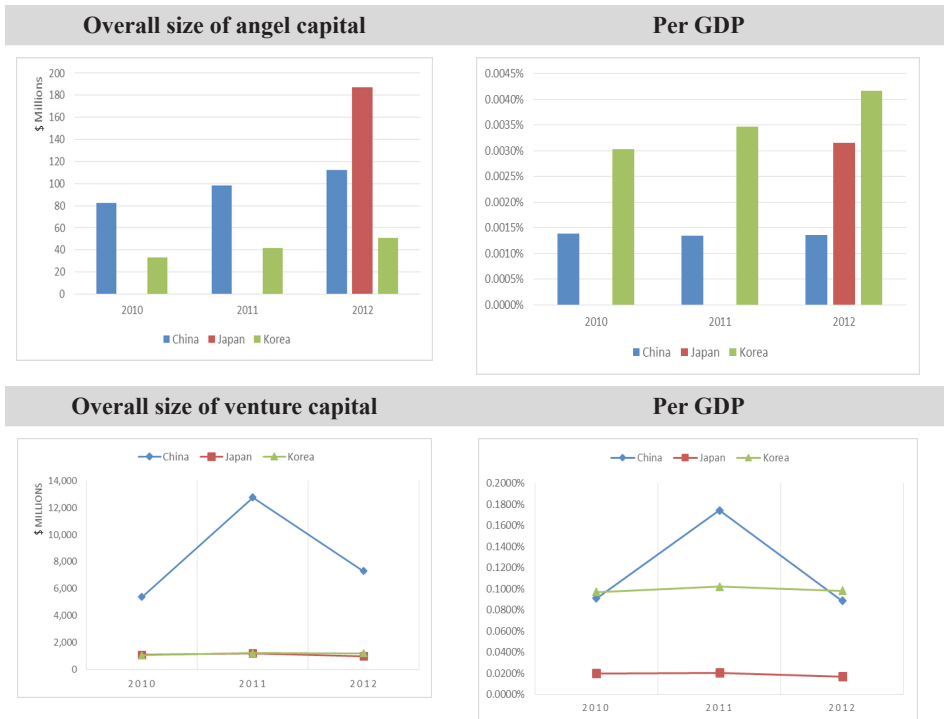 Overall size of angel capital
Per GDP
$ Millions
200
180
160
140
120
100
80
60
40
20
0
2010 2011 2012
China Japan Korea
0.0045%
0.0040%
0.0035%
0.0030%
0.0025%
0.0020%
0.0015%
0.0010%
0.0005%
0.0000%
2010 2011 2012
China Japan Korea
Overall size of venture capital
Per GDP
China Japan Korea
$ MILLIONS
14,000
12,000
10,000
8,000
6,000
4,000
2,000
0
2010 2011 2012
China Japan Korea
0.2000%
0.1800%
0.1600%
0.1400%
0.1200%
0.1000%
0.0800%
0.0600%
0.0400%
0.0200%
0.0000%
2010 2011 2012